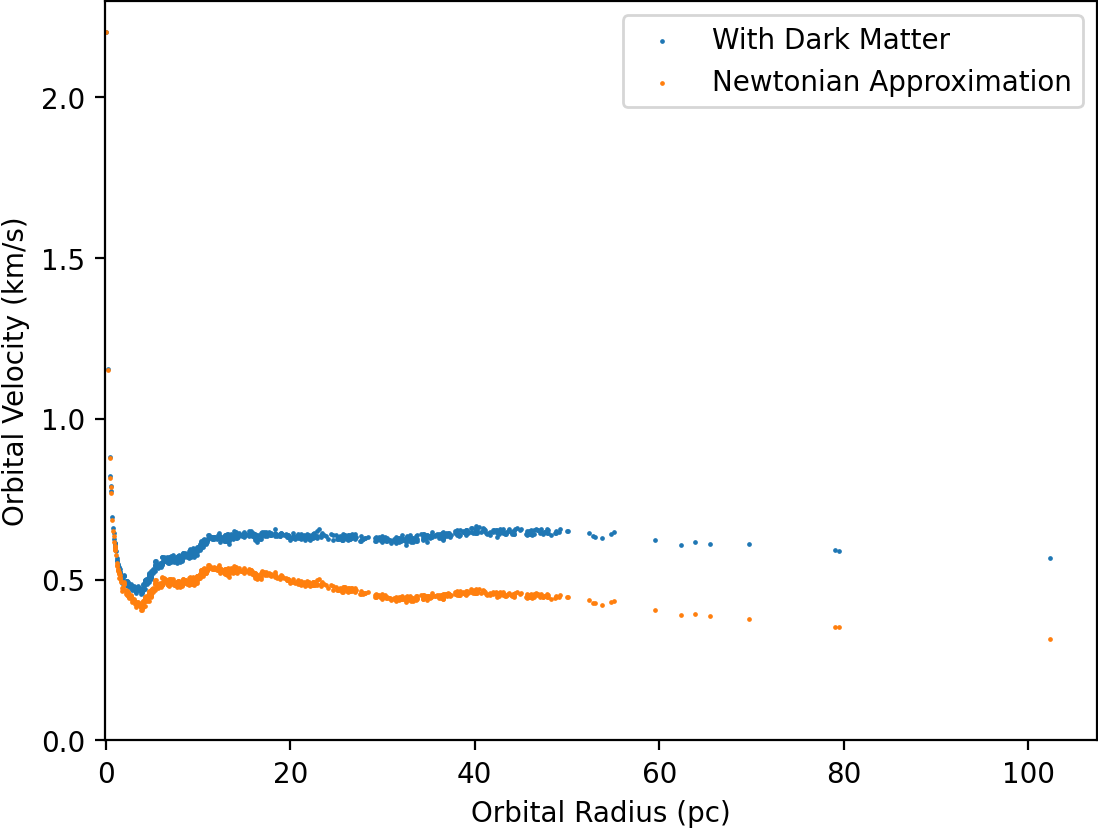 With Dark Matter
Newtonian Approximation
2.0
1.5
1.0
0.5
0.0
Orbital Velocity (km/s)
0 20 40 60 80 100
Orbital Radius (pc)